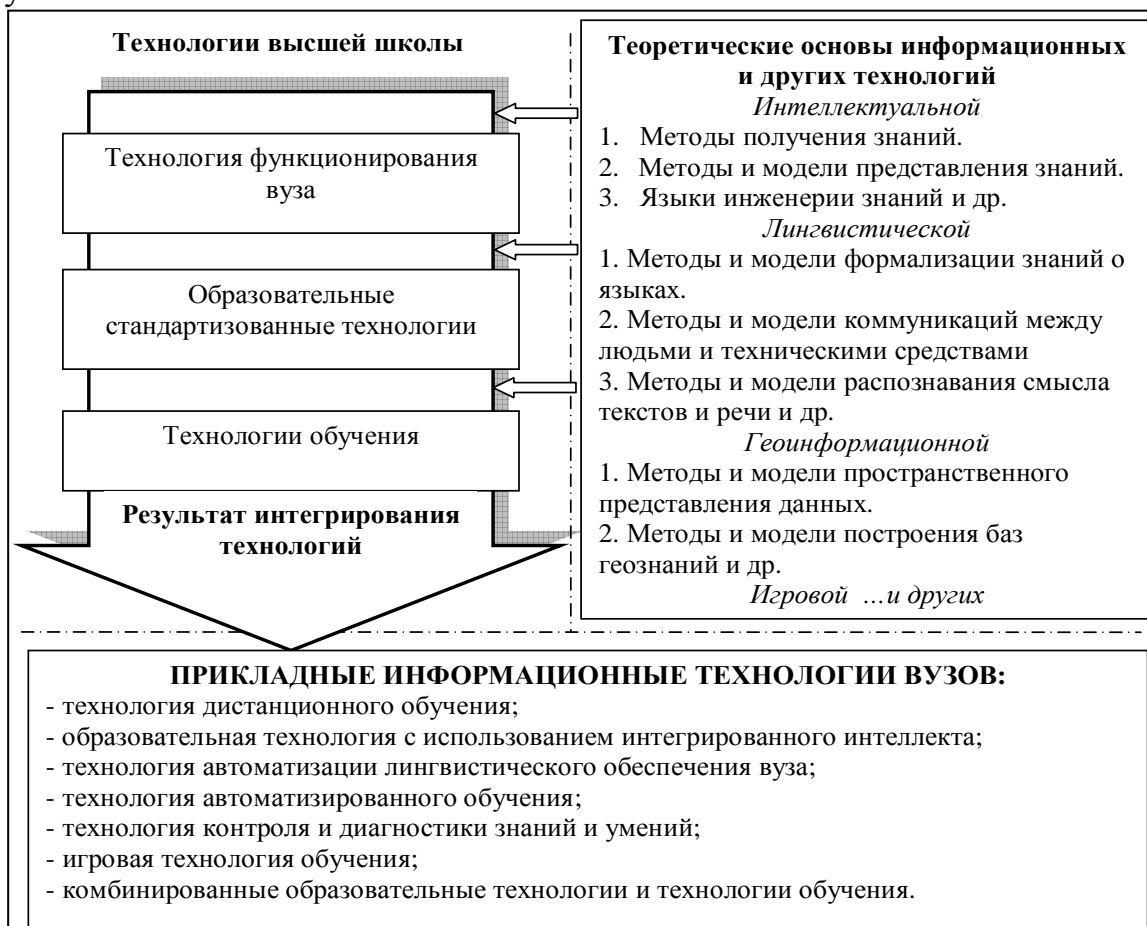 Технологии высшей школы
Технология функционирования
вуза
Образовательные
стандартизованные технологии
Технологии обучения
Результат интегрирования
технологий
Теоретические основы информационных
и других технологий
Интеллектуальной
1. Методы получения знаний.
2. Методы и модели представления знаний.
3. Языки инженерии знаний и др.
Лингвистической
1. Методы и модели формализации знаний о
языках.
2. Методы и модели коммуникаций между
людьми и техническими средствами
3. Методы и модели распознавания смысла
текстов и речи и др.
Геоинформационной
1. Методы и модели пространственного
представления данных.
2. Методы и модели построения баз
геознаний и др.
Игровой ...и других
ПРИКЛАДНЫЕ ИНФОРМАЦИОННЫЕ ТЕХНОЛОГИИ ВУЗОВ:
- технология дистанционного обучения;
- образовательная технология с использованием интегрированного интеллекта;
- технология автоматизации лингвистического обеспечения вуза;
- технология автоматизированного обучения;
- технология контроля и диагностики знаний и умений;
- игровая технология обучения;
- комбинированные образовательные технологии и технологии обучения.